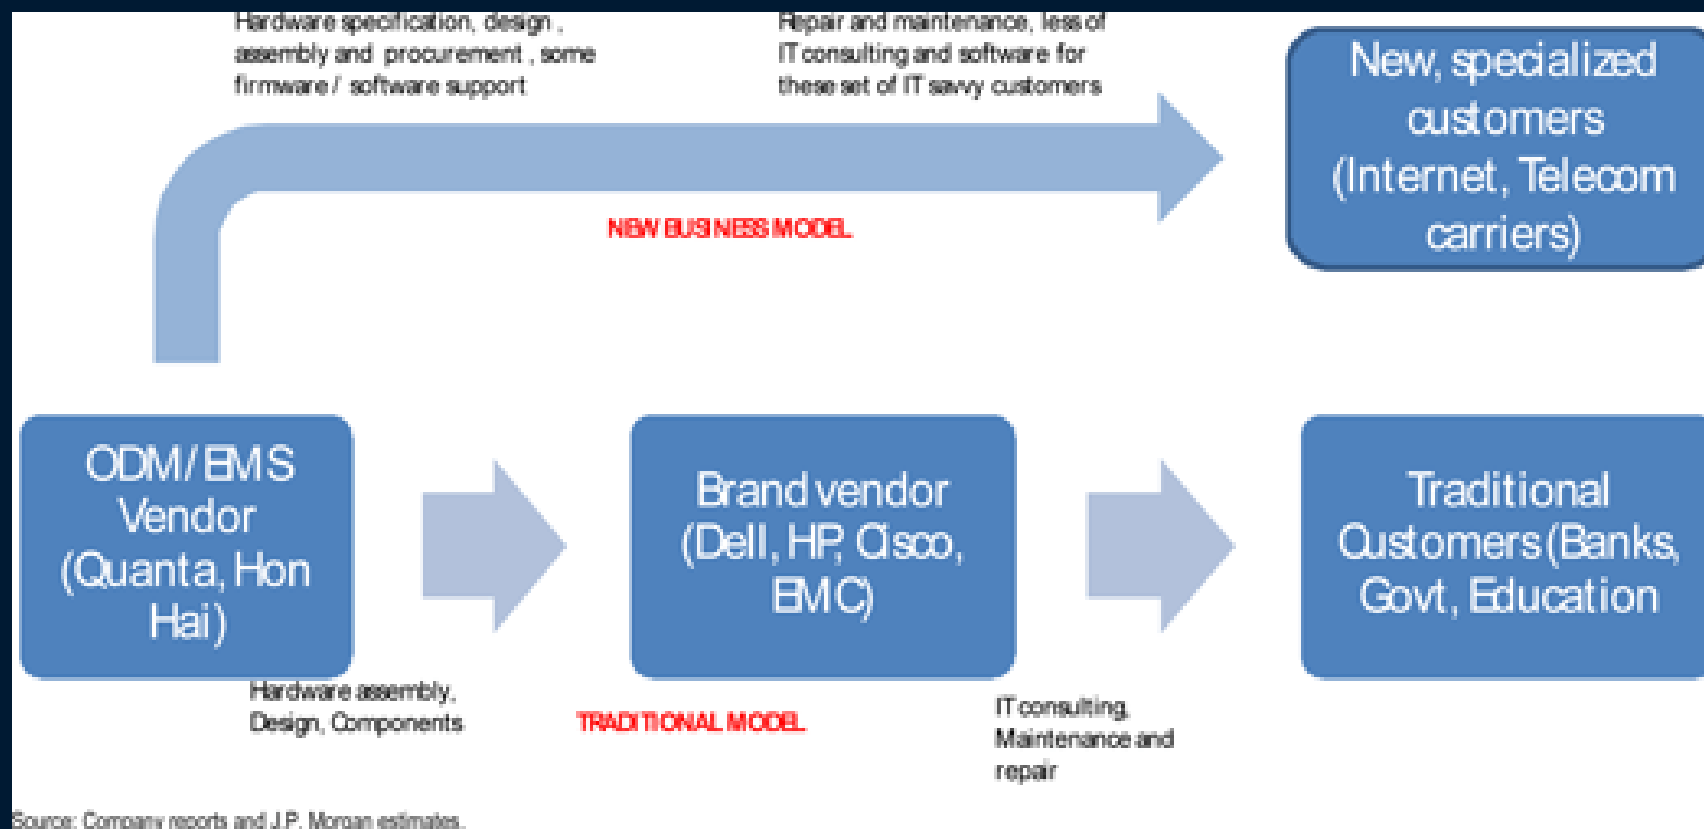 Hardware specification, design ,
assembly and procurement , some
firmware / software support
Repair and maintenance, less of
IT consulting and software for
these set of IT savvy customers
New, specialized
customers
(Internet, Telecom
carriers)
NEW BUSINESS MODEL
ODM/EMS
Vendor
(Quanta, Hon
Hai)
Brand vendor
(Dell, HP, Cisco,
EMC)
Traditional
Customers (Banks,
Govt, Education
Hardware assembly,
Design, Components
TRADITIONAL MODEL
IT consulting,
Maintenance and
repair
Source: Company reports and J.P. Morgan estimates.